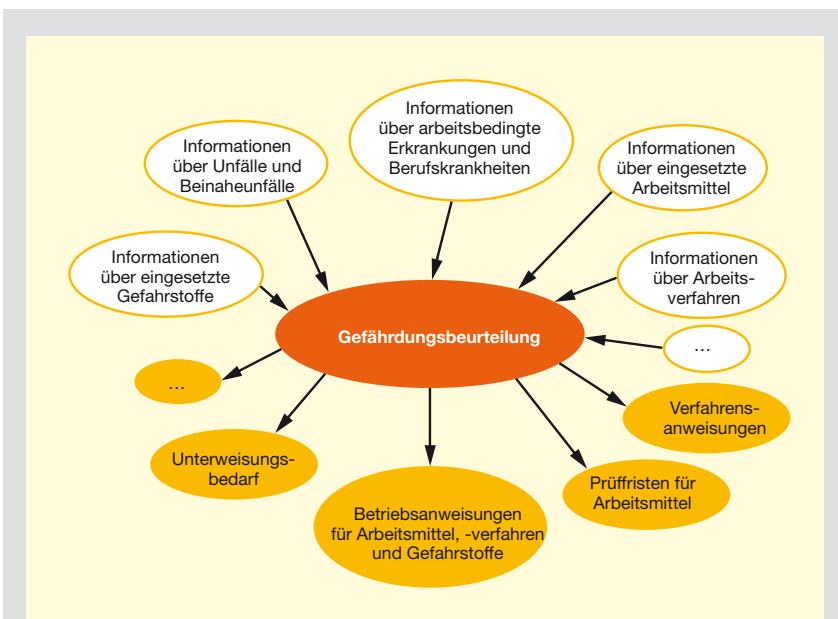 Informationen
über arbeitsbedingte
Erkrankungen und
Berufskrankheiten
Informationen
über Unfälle und
Beinaheunfälle
Informationen
über eingesetzte
Arbeitsmittel
Informationen
über eingesetzte
Gefahrstoffe
Informationen
über Arbeits-
verfahren
Gefährdungsbeurteilung
...
...
Verfahrens-
anweisungen
Unterweisungs-
bedarf
Prüffristen für
Arbeitsmittel
Betriebsanweisungen
für Arbeitsmittel, -verfahren
und Gefahrstoffe